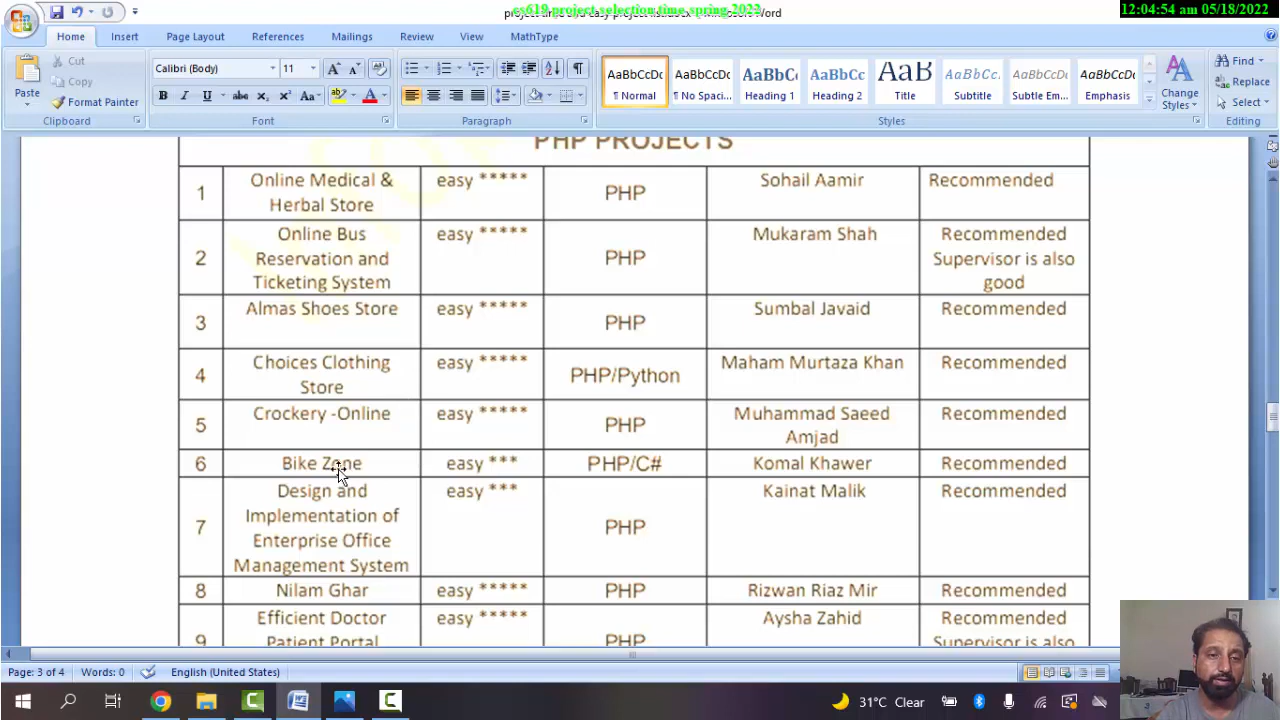 cs619 project selection time spring 2022
12:04:54 am 05/18/2022
Home Insert Page Layout References Mailings Review View MathType
Paste
Cut
Copy
Format Painter
Clipboard
Calibri (Body) 11
Font
Paragraph
AaBbCcDc AaBbCcDc AaBbCc AaBbCc AaB AaBbCc. AaBbCcDc AaBbCcDc
¶ Normal ¶ No Spaci... Heading 1 Heading 2 Title Subtitle Subtle Em... Emphasis
Styles
Change
Styles
Find
Replace
Select
Editing
PHP PROJECTS
1 Online Medical & easy ***** PHP Sohail Aamir Recommended
Herbal Store
2 Online Bus easy ***** PHP Mukaram Shah Recommended
Reservation and Supervisor is also
Ticketing System good
3 Almas Shoes Store easy ***** PHP Sumbal Javaid Recommended
4 Choices Clothing easy ***** PHP/Python Maham Murtaza Khan Recommended
Store
5 Crockery -Online easy ***** PHP Muhammad Saeed Recommended
Amjad
6 Bike Zone easy *** PHP/C# Komal Khawer Recommended
7 Design and easy *** PHP Kainat Malik Recommended
Implementation of
Enterprise Office
Management System
8 Nilam Ghar easy ***** PHP Rizwan Riaz Mir Recommended
9 Efficient Doctor easy ***** PHP Aysha Zahid Recommended
Patient Portal Supervisor is also
Page: 3 of 4 Words: 0 English (United States)
31°C Clear